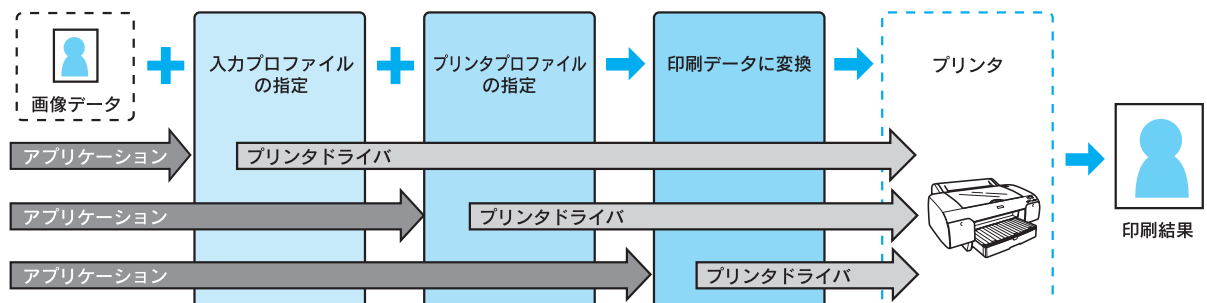 画像データ
入力プロファイル
の指定
プリンタプロファイル
の指定
印刷データに変換
プリンタ
アプリケーション
プリンタドライバ
アプリケーション
プリンタドライバ
アプリケーション
プリンタドライバ
印刷結果